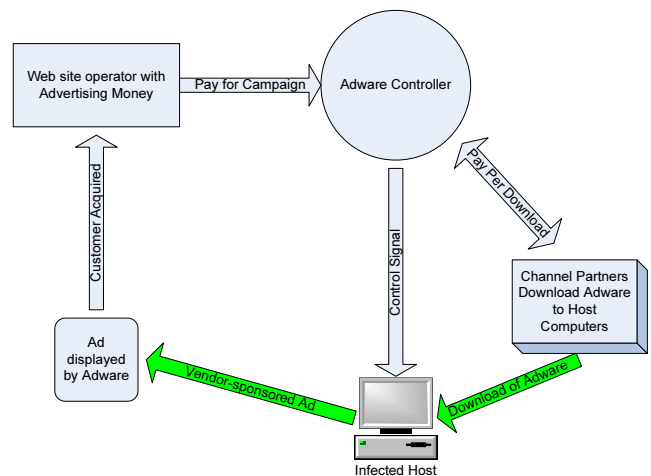 Web site operator with
Advertising Money
Pay for Campaign
Adware Controller
Pay Per Download
Customer Acquired
Control Signal
Channel Partners
Download Adware
to Host
Computers
Ad
displayed
by Adware
Vendor-sponsored Ad
Download of Adware
Infected Host